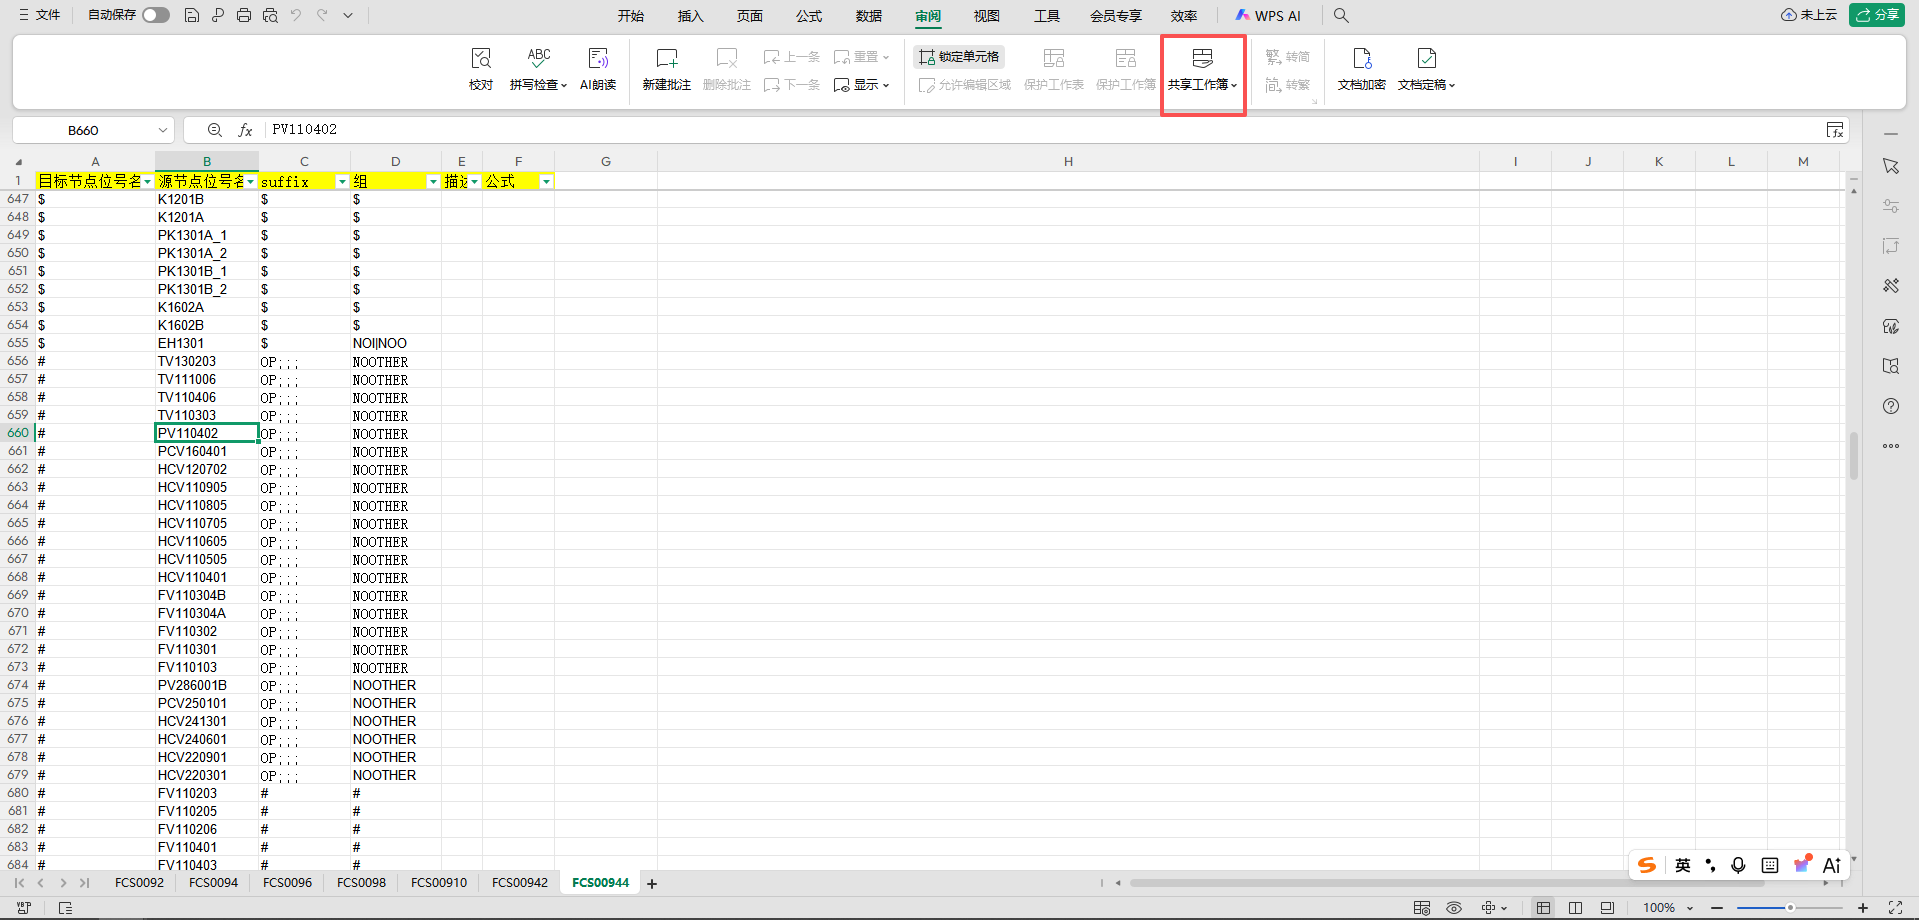 文件 自动保存 开始 插入 页面 公式 数据 审阅 视图 工具 会员专享 效率 WPS AI 未上云 分享
校对 ABC 拼写检查 AI朗读 新建批注 删除批注 上一条 下一条 重置 显示 锁定单元格 允许编辑区域 保护工作表 保护工作簿 共享工作簿 繁 转简 简 转繁 文档加密 文档定稿
B660 fx PV110402
A B C D E F G H I J K L M
1 目标节点位号名 源节点位号名 suffix 组 描述 公式
647 $ K1201B $ $
648 $ K1201A $ $
649 $ PK1301A_1 $ $
650 $ PK1301A_2 $ $
651 $ PK1301B_1 $ $
652 $ PK1301B_2 $ $
653 $ K1602A $ $
654 $ K1602B $ $
655 $ EH1301 $ NOI|NOO
656 # TV130203 OP;;; NOOTHER
657 # TV111006 OP;;; NOOTHER
658 # TV110406 OP;;; NOOTHER
659 # TV110303 OP;;; NOOTHER
660 # PV110402 OP;;; NOOTHER
661 # PCV160401 OP;;; NOOTHER
662 # HCV120702 OP;;; NOOTHER
663 # HCV110905 OP;;; NOOTHER
664 # HCV110805 OP;;; NOOTHER
665 # HCV110705 OP;;; NOOTHER
666 # HCV110605 OP;;; NOOTHER
667 # HCV110505 OP;;; NOOTHER
668 # HCV110401 OP;;; NOOTHER
669 # FV110304B OP;;; NOOTHER
670 # FV110304A OP;;; NOOTHER
671 # FV110302 OP;;; NOOTHER
672 # FV110301 OP;;; NOOTHER
673 # FV110103 OP;;; NOOTHER
674 # PV286001B OP;;; NOOTHER
675 # PCV250101 OP;;; NOOTHER
676 # HCV241301 OP;;; NOOTHER
677 # HCV240601 OP;;; NOOTHER
678 # HCV220901 OP;;; NOOTHER
679 # HCV220301 OP;;; NOOTHER
680 # FV110203 # #
681 # FV110205 # #
682 # FV110206 # #
683 # FV110401 # #
684 # FV110403 # #
英 Ai
FCS0092 FCS0094 FCS0096 FCS0098 FCS00910 FCS00942 FCS00944
100%